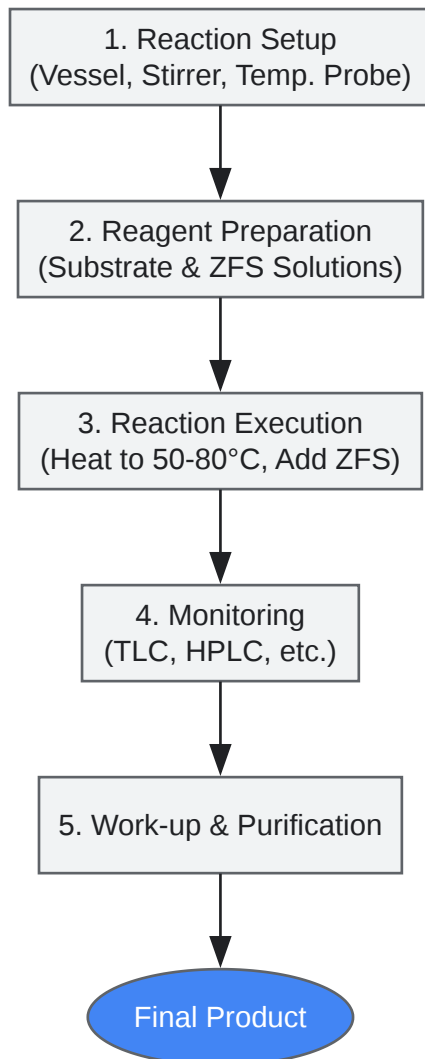 1. Reaction Setup
(Vessel, Stirrer, Temp. Probe)
2. Reagent Preparation
(Substrate & ZFS Solutions)
3. Reaction Execution
(Heat to 50-80°C, Add ZFS)
4. Monitoring
(TLC, HPLC, etc.)
5. Work-up & Purification
Final Product